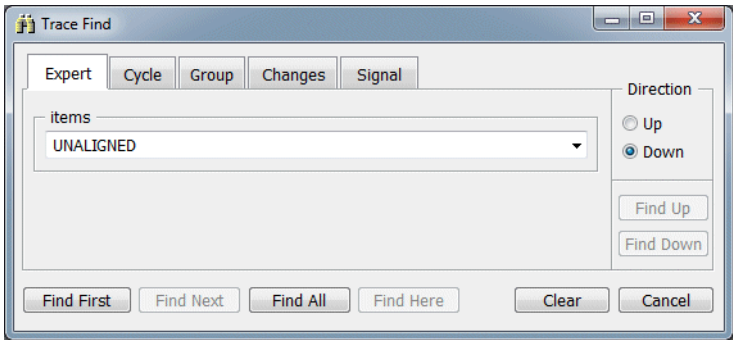 Trace Find
Expert Cycle Group Changes Signal
Direction
items
Up
UNALIGNED
Down
Find Up
Find Down
Find First Find Next Find All Find Here Clear Cancel